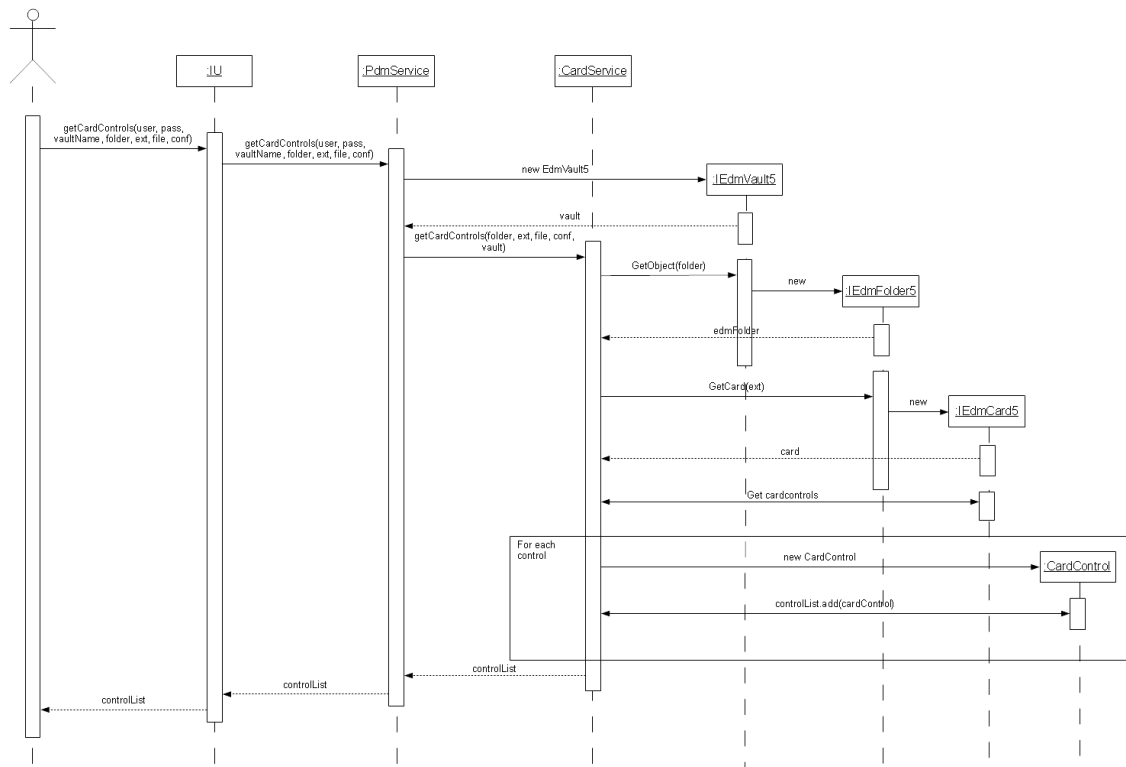 :IU
:PdmService
:CardService
getCardControls(user, pass,
vaultName, folder, ext, file, conf)
getCardControls(user, pass,
vaultName, folder, ext, file, conf)
new EdmVault5
:IEdmVault5
vault
getCardControls(folder, ext, file, conf,
vault)
GetObject(folder)
new
:IEdmFolder5
edmFolder
GetCard(ext)
new
:IEdmCard5
card
Get cardcontrols
For each
control
new CardControl
:CardControl
controlList.add(cardControl)
controlList
controlList
controlList